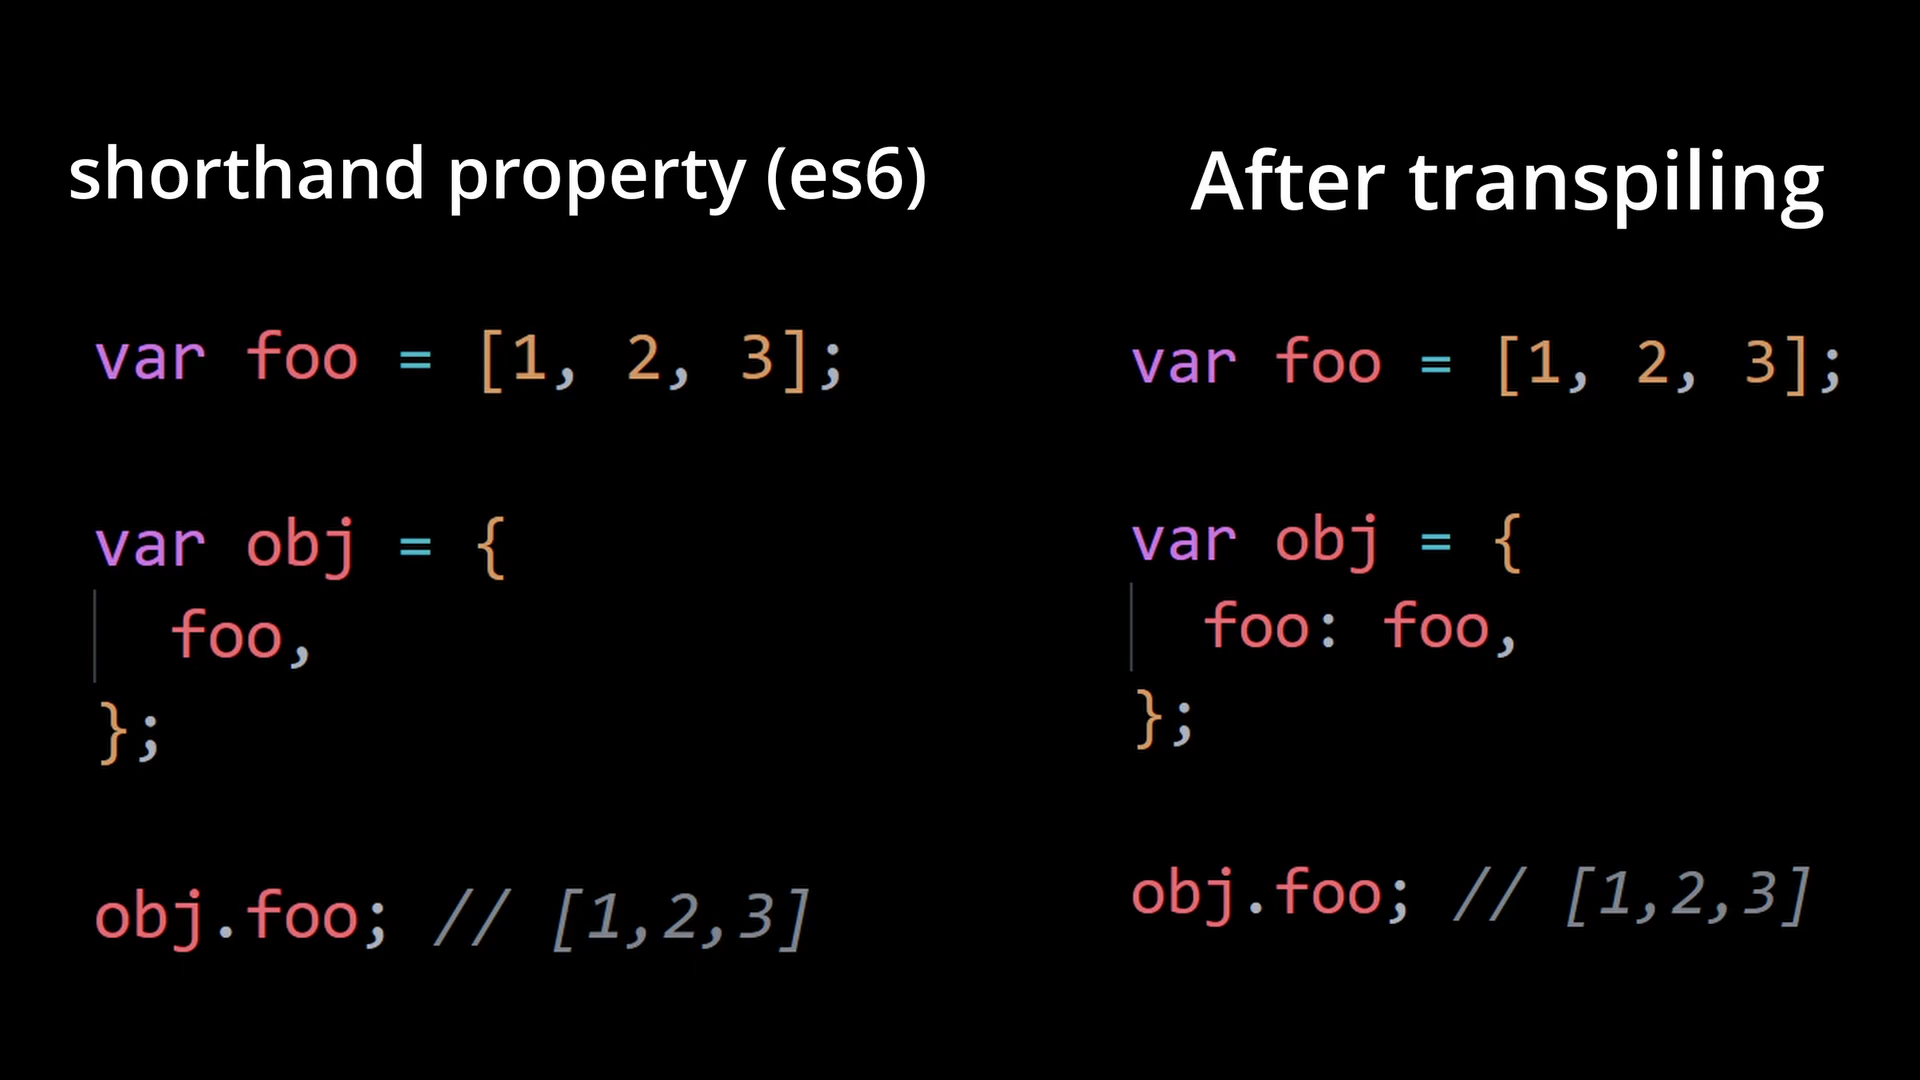 shorthand property (es6)
var foo = [1, 2, 3];
var obj = {
foo,
};
obj.foo; // [1,2,3]
After transpiling
var foo = [1, 2, 3];
var obj = {
foo: foo,
};
obj.foo; // [1,2,3]